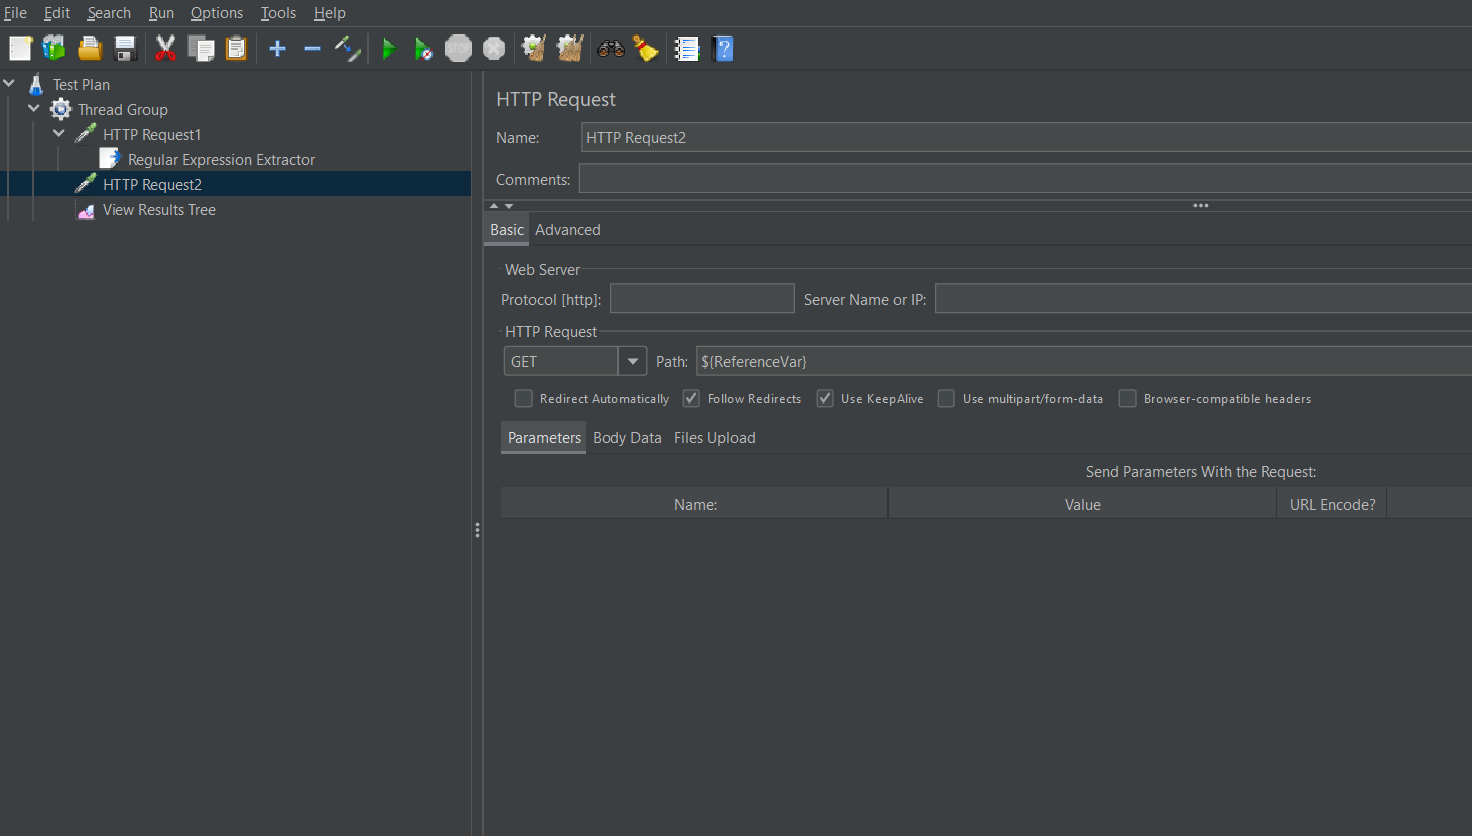 File Edit Search Run Options Tools Help
STOP
Test Plan
Thread Group
HTTP Request1
Regular Expression Extractor
HTTP Request2
View Results Tree
HTTP Request
Name: HTTP Request2
Comments:
Basic Advanced
Web Server
Protocol [http]: Server Name or IP:
HTTP Request
GET Path: ${ReferenceVar}
Redirect Automatically Follow Redirects Use KeepAlive Use multipart/form-data Browser-compatible headers
Parameters Body Data Files Upload
Send Parameters With the Request:
Name: Value URL Encode?